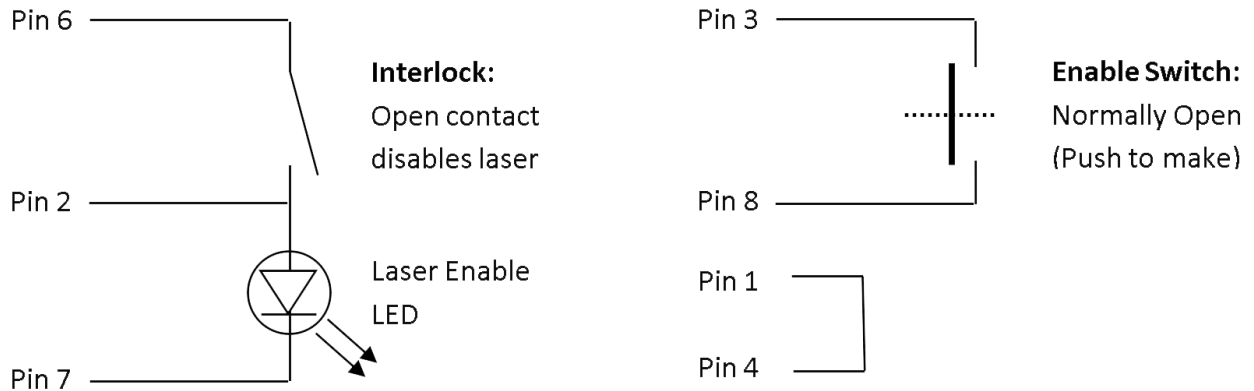 Pin 6
Interlock:
Open contact
disables laser
Pin 2
Laser Enable
LED
Pin 7
Pin 3
Enable Switch:
Normally Open
(Push to make)
Pin 8
Pin 1
Pin 4